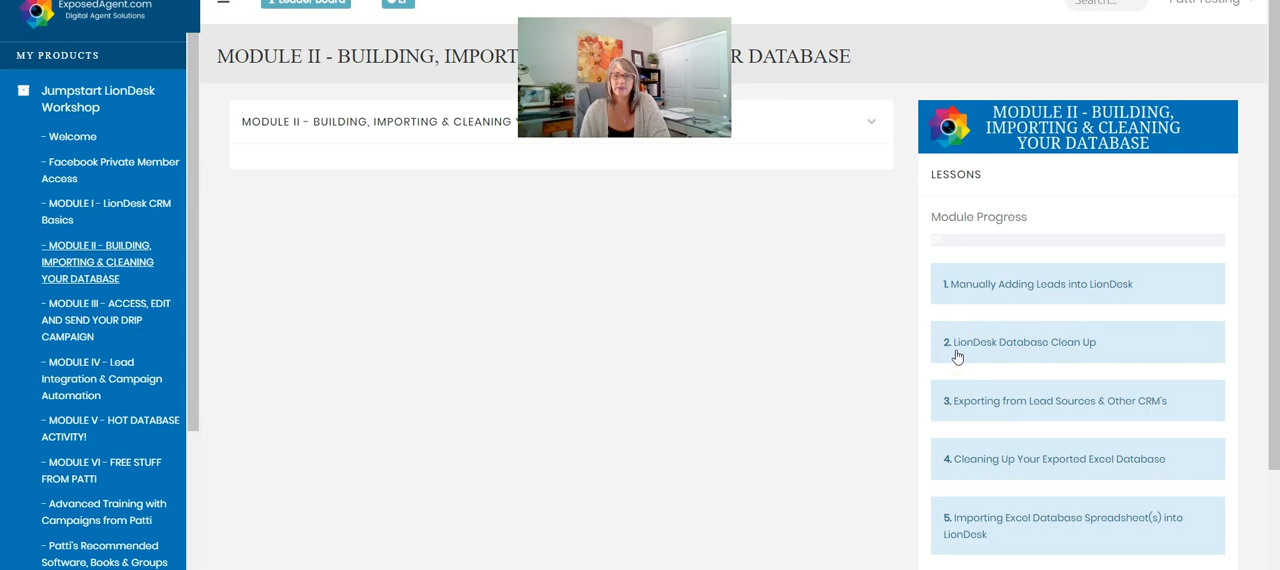 ExposedAgent.com
Digital Agent Solutions
MY PRODUCTS
Jumpstart LionDesk
Workshop
- Welcome
- Facebook Private Member
Access
- MODULE I - LionDesk CRM
Basics
- MODULE II - BUILDING,
IMPORTING & CLEANING
YOUR DATABASE
- MODULE III - ACCESS, EDIT
AND SEND YOUR DRIP
CAMPAIGN
- MODULE IV - Lead
Integration & Campaign
Automation
- MODULE V - HOT DATABASE
ACTIVITY!
- MODULE VI - FREE STUFF
FROM PATTI
- Advanced Training with
Campaigns from Patti
- Patti's Recommended
Software, Books & Groups
Leader Board
Search...
Patti Testing
MODULE II - BUILDING, IMPORT
R DATABASE
MODULE II - BUILDING, IMPORTING & CLEANING
MODULE II - BUILDING,
IMPORTING & CLEANING
YOUR DATABASE
LESSONS
Module Progress
1. Manually Adding Leads into LionDesk
2. LionDesk Database Clean Up
3. Exporting from Lead Sources & Other CRM's
4. Cleaning Up Your Exported Excel Database
5. Importing Excel Database Spreadsheet(s) into
LionDesk